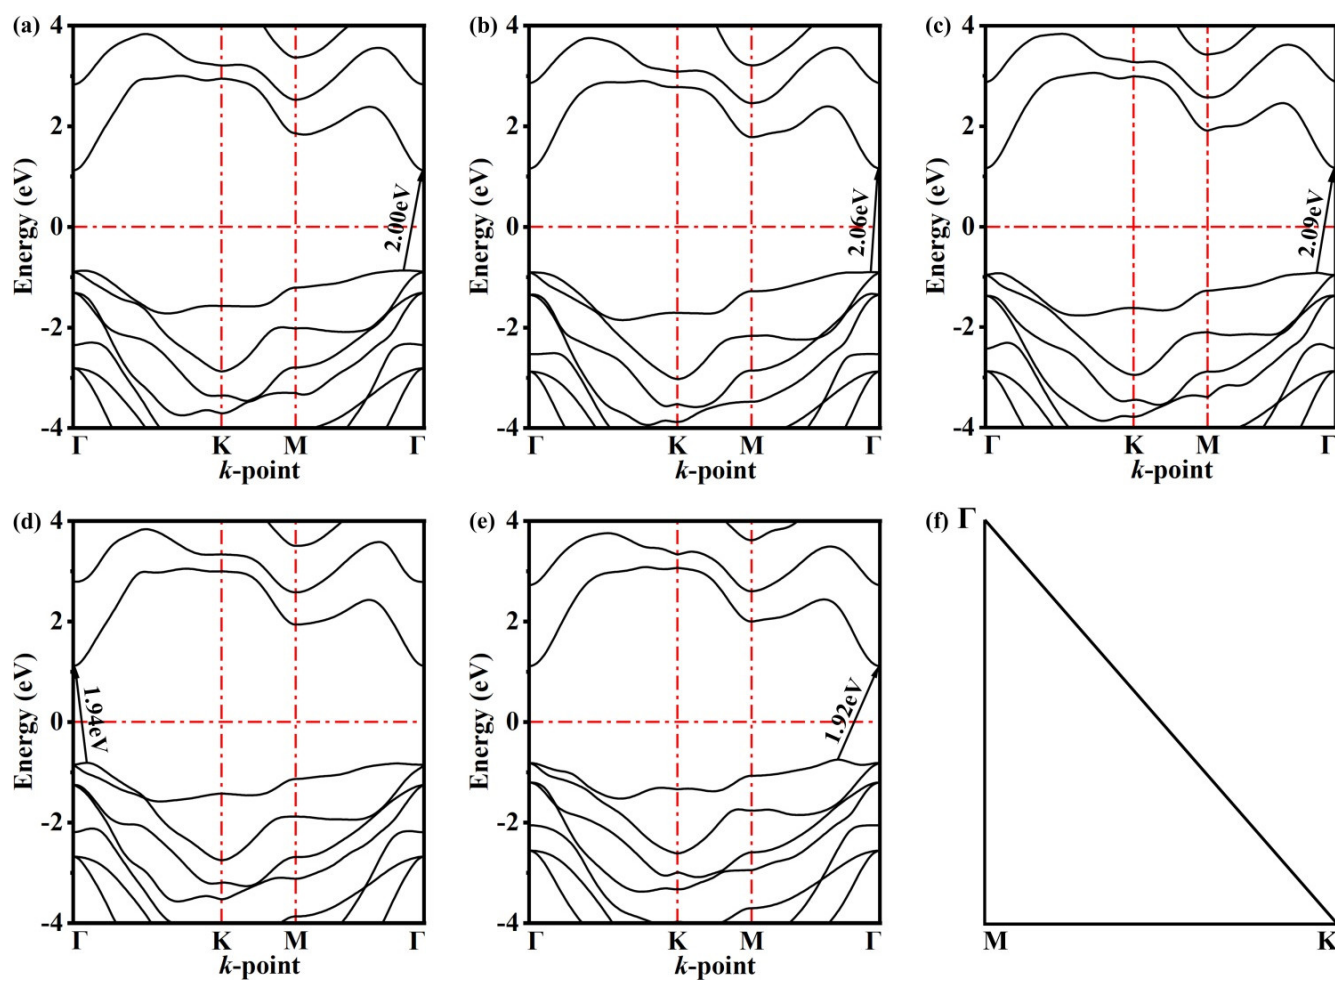 (a)
4
2
0
-2
-4
Energy (eV)
2.00eV
Γ K M Γ
k-point
(b)
4
2
0
-2
-4
Energy (eV)
2.06eV
Γ K M Γ
k-point
(c)
4
2
0
-2
-4
Energy (eV)
2.09eV
Γ K M Γ
k-point
(d)
4
2
0
-2
-4
Energy (eV)
1.94eV
Γ K M Γ
k-point
(e)
4
2
0
-2
-4
Energy (eV)
1.92eV
Γ K M Γ
k-point
(f) Γ
M K